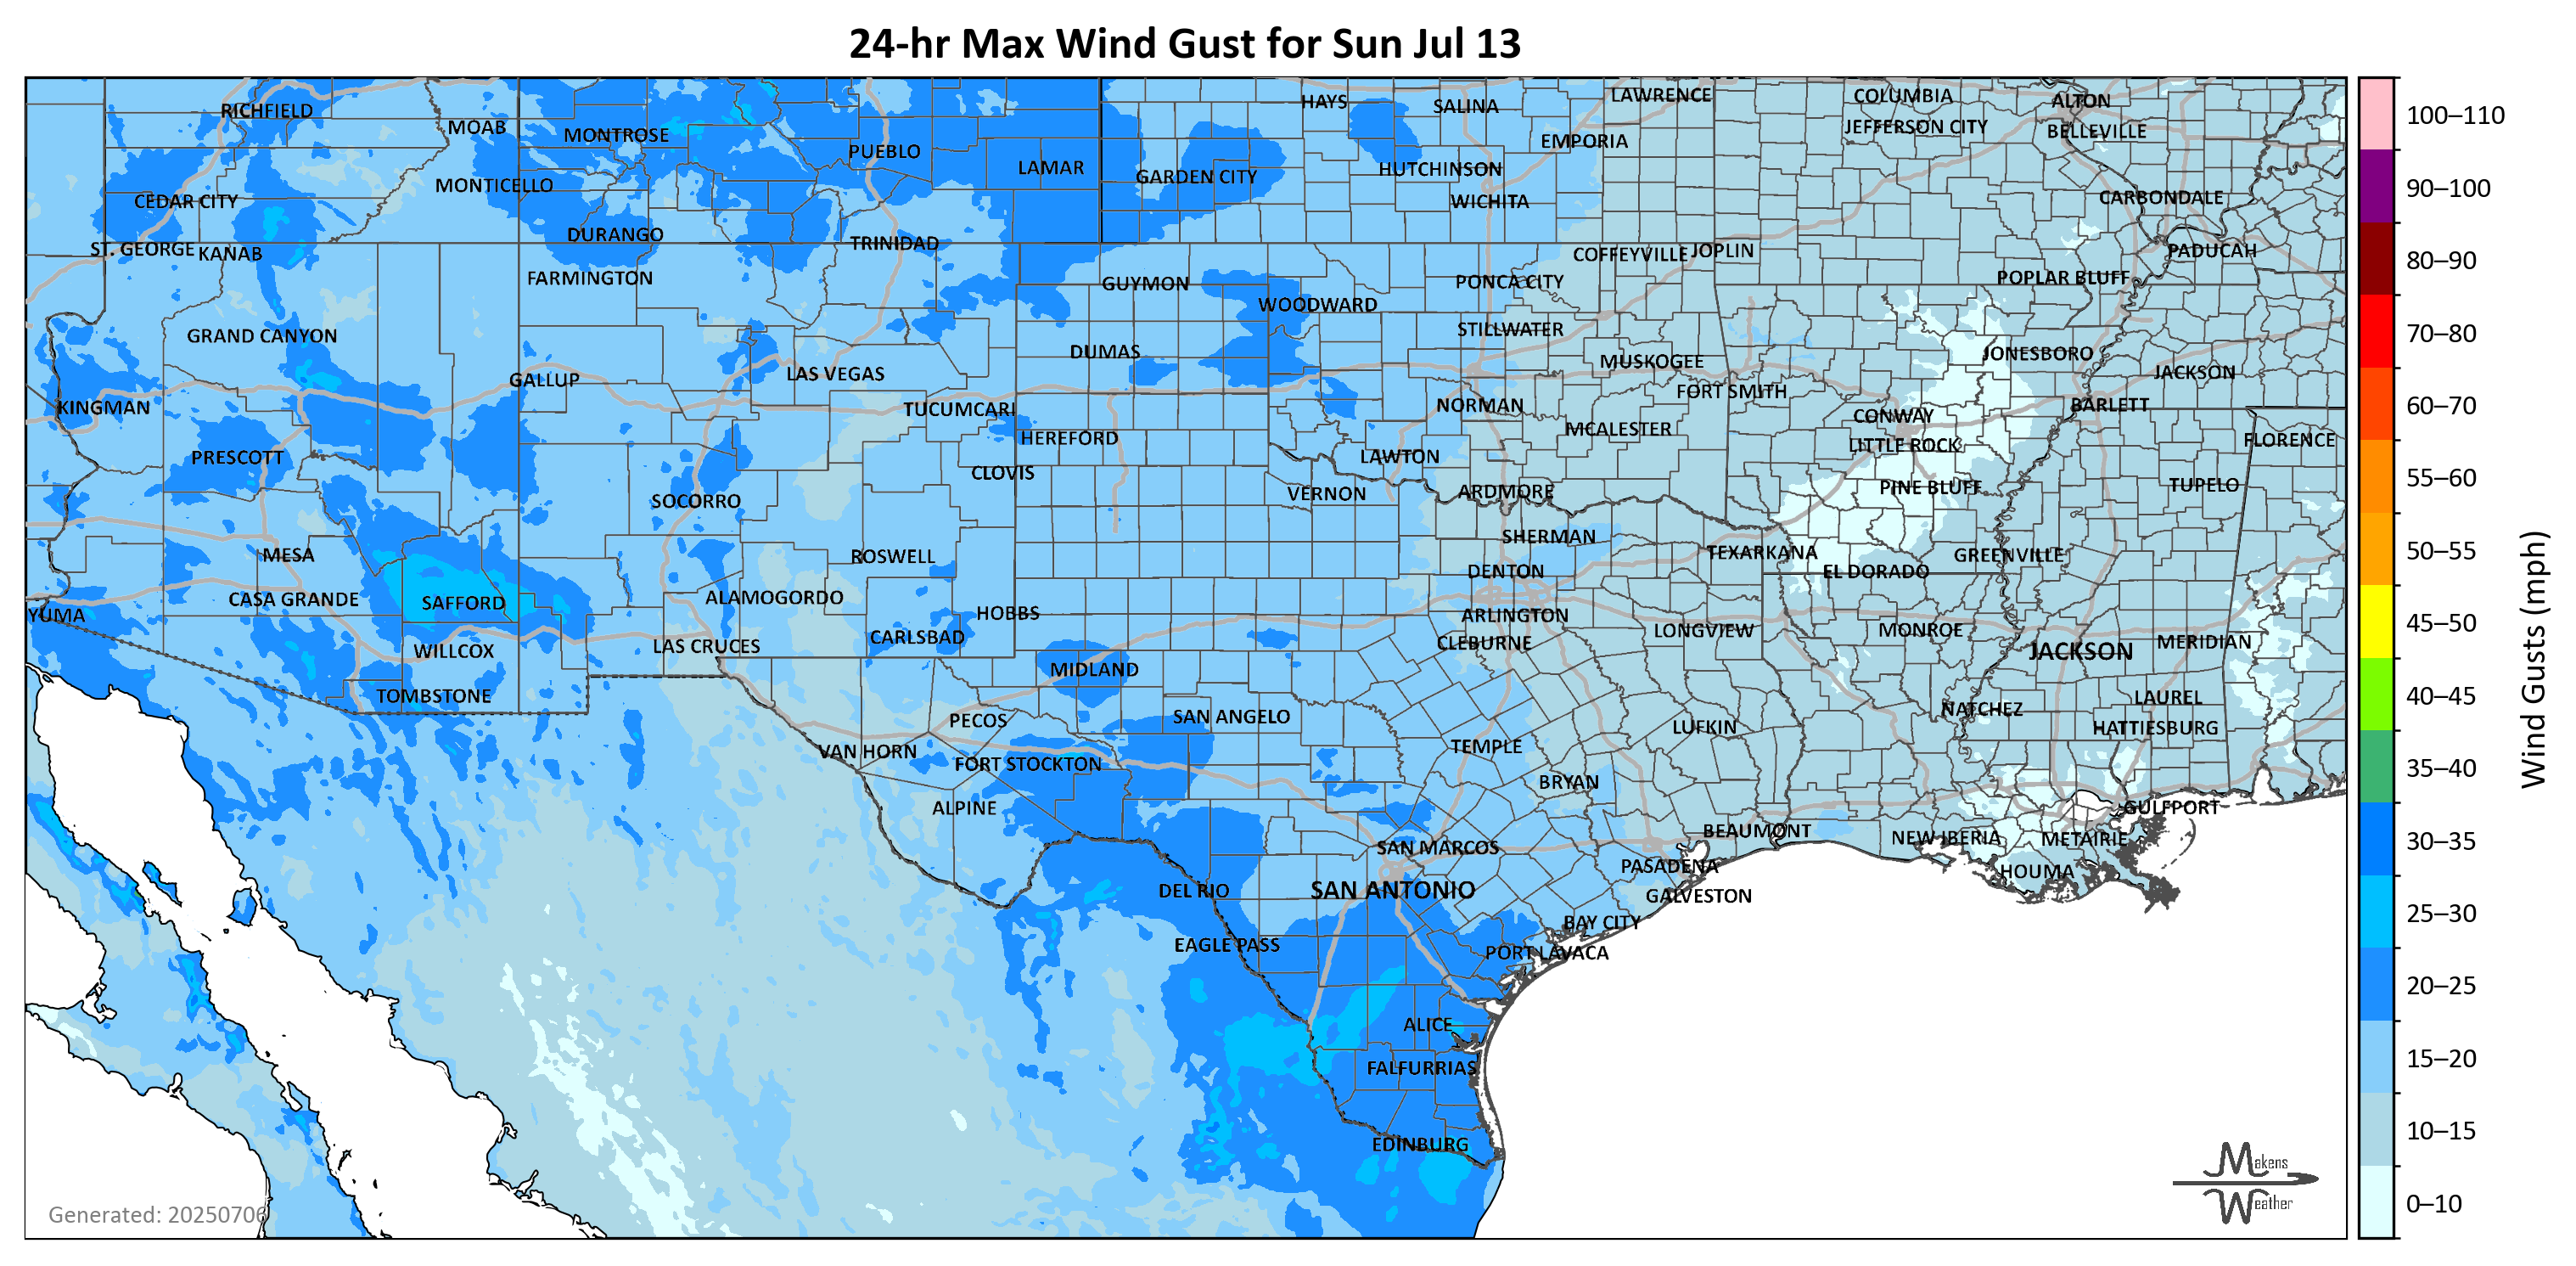 24-hr Max Wind Gust for Sun Jul 13
RICHFIELD
MOAB
MONTROSE
PUEBLO
LAMAR
HAYS
SALINA
LAWRENCE
COLUMBIA
ALTON
JEFFERSON CITY
BELLEVILLE
EMPORIA
HUTCHINSON
GARDEN CITY
MONTICELLO
CEDAR CITY
WICHITA
CARBONDALE
DURANGO
TRINIDAD
ST. GEORGE
KANAB
COFFEYVILLE
JOPLIN
PADUCAH
FARMINGTON
GUYMON
PONCA CITY
POPLAR BLUFF
WOODWARD
GRAND CANYON
STILLWATER
DUMAS
MUSKOGEE
JONESBORO
GALLUP
LAS VEGAS
JACKSON
FORT SMITH
KINGMAN
TUCUMCARI
NORMAN
BARLETT
CONWAY
MCALESTER
HEREFORD
LITTLE ROCK
FLORENCE
PRESCOTT
CLOVIS
LAWTON
SOCORRO
VERNON
ARDMORE
PINE BLUFF
TUPELO
SHERMAN
MESA
ROSWELL
TEXARKANA
GREENVILLE
DENTON
EL DORADO
CASA GRANDE
SAFFORD
ALAMOGORDO
HOBBS
YUMA
ARLINGTON
CARLSBAD
LAS CRUCES
CLEBURNE
LONGVIEW
MONROE
JACKSON
MERIDIAN
WILLCOX
MIDLAND
TOMBSTONE
LAUREL
PECOS
SAN ANGELO
NATCHEZ
LUFKIN
HATTIESBURG
VAN HORN
TEMPLE
FORT STOCKTON
BRYAN
ALPINE
GULFPORT
BEAUMONT
NEW IBERIA
METAIRIE
SAN MARCOS
PASADENA
HOUMA
DEL RIO
SAN ANTONIO
GALVESTON
BAY CITY
EAGLE PASS
PORT LAVACA
ALICE
FALFURRIAS
EDINBURG
Generated: 20250706
Makens
Weather
100–110
90–100
80–90
70–80
60–70
55–60
50–55
45–50
40–45
35–40
30–35
25–30
20–25
15–20
10–15
0–10
Wind Gusts (mph)